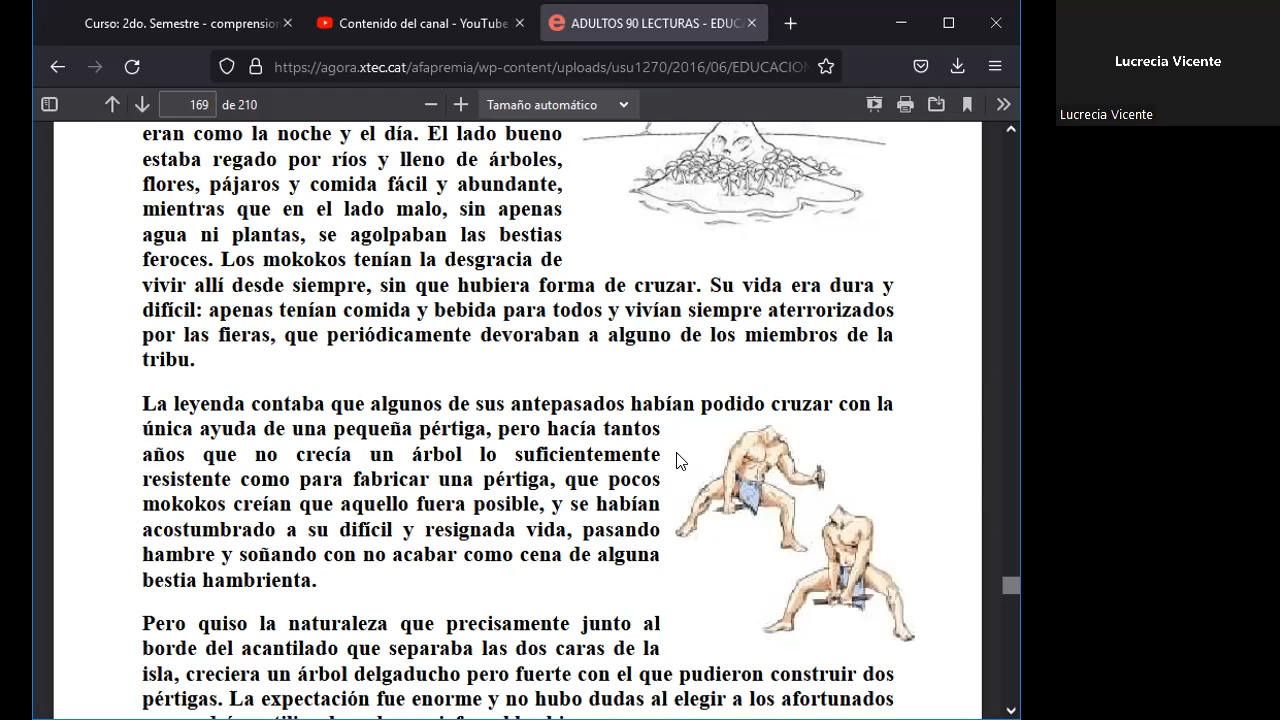 Curso: 2do. Semestre - comprension
Contenido del canal - YouTube
ADULTOS 90 LECTURAS - EDUCA
Lucrecia Vicente
https://agora.xtec.cat/afapremia/wp-content/uploads/usu1270/2016/06/EDUCACION
169 de 210
Tamaño automático
Lucrecia Vicente
eran como la noche y el día. El lado bueno
estaba regado por ríos y lleno de árboles,
flores, pájaros y comida fácil y abundante,
mientras que en el lado malo, sin apenas
agua ni plantas, se agolpaban las bestias
feroces. Los mokokos tenían la desgracia de
vivir allí desde siempre, sin que hubiera forma de cruzar. Su vida era dura y
difícil: apenas tenían comida y bebida para todos y vivían siempre aterrorizados
por las fieras, que periódicamente devoraban a alguno de los miembros de la
tribu.
La leyenda contaba que algunos de sus antepasados habían podido cruzar con la
única ayuda de una pequeña pértiga, pero hacía tantos
años que no crecía un árbol lo suficientemente
resistente como para fabricar una pértiga, que pocos
mokokos creían que aquello fuera posible, y se habían
acostumbrado a su difícil y resignada vida, pasando
hambre y soñando con no acabar como cena de alguna
bestia hambrienta.
Pero quiso la naturaleza que precisamente junto al
borde del acantilado que separaba las dos caras de la
isla, creciera un árbol delgaducho pero fuerte con el que pudieron construir dos
pértigas. La expectación fue enorme y no hubo dudas al elegir a los afortunados